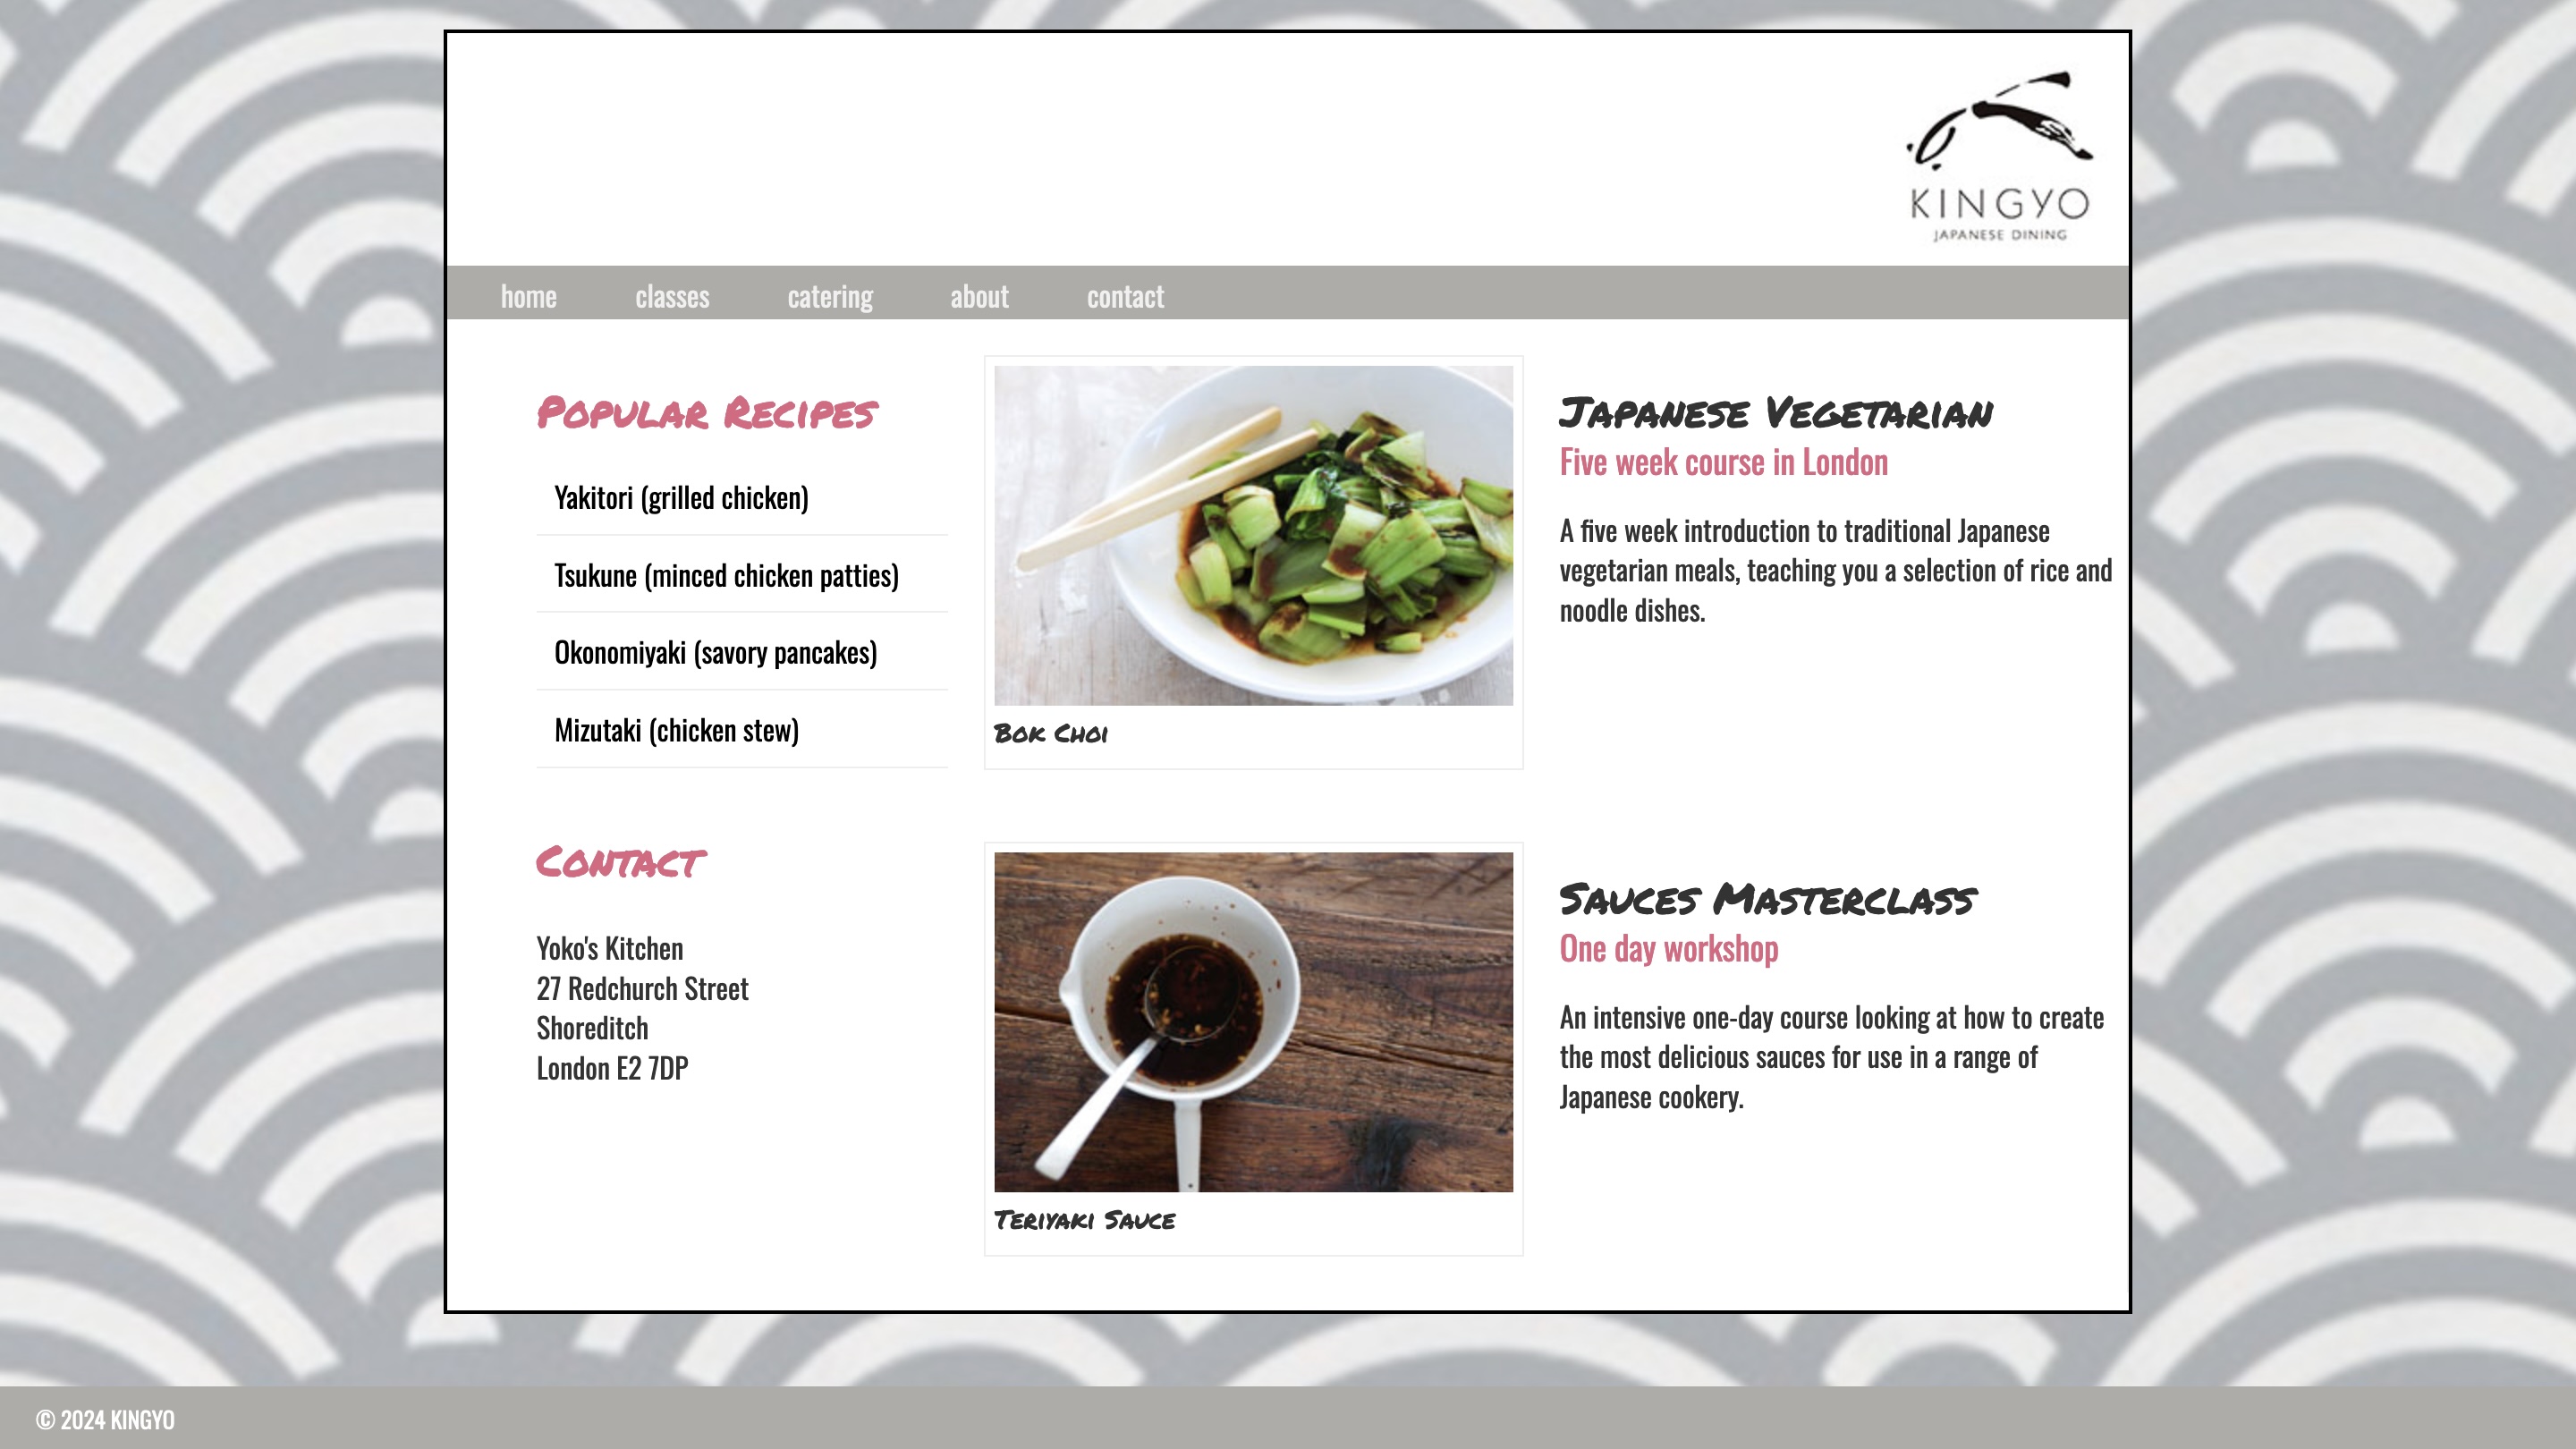 KINGYO
JAPANESE DINING
home classes catering about contact
Popular Recipes
Yakitori (grilled chicken)
Tsukune (minced chicken patties)
Okonomiyaki (savory pancakes)
Mizutaki (chicken stew)
Contact
Yoko's Kitchen
27 Redchurch Street
Shoreditch
London E2 7DP
Bok Choi
Japanese Vegetarian
Five week course in London
A five week introduction to traditional Japanese
vegetarian meals, teaching you a selection of rice and
noodle dishes.
Teriyaki Sauce
Sauces Masterclass
One day workshop
An intensive one-day course looking at how to create
the most delicious sauces for use in a range of
Japanese cookery.
© 2024 KINGYO